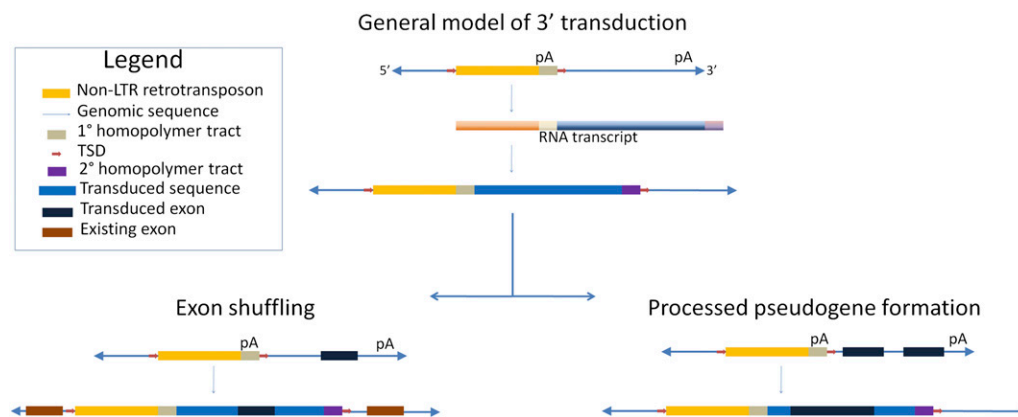 General model of 3’ transduction
pA
pA
5’
3’
RNA transcript
Legend
Non-LTR retrotransposon
Genomic sequence
1° homopolymer tract
TSD
2° homopolymer tract
Transduced sequence
Transduced exon
Existing exon
Exon shuffling
pA
pA
Processed pseudogene formation
pA
pA